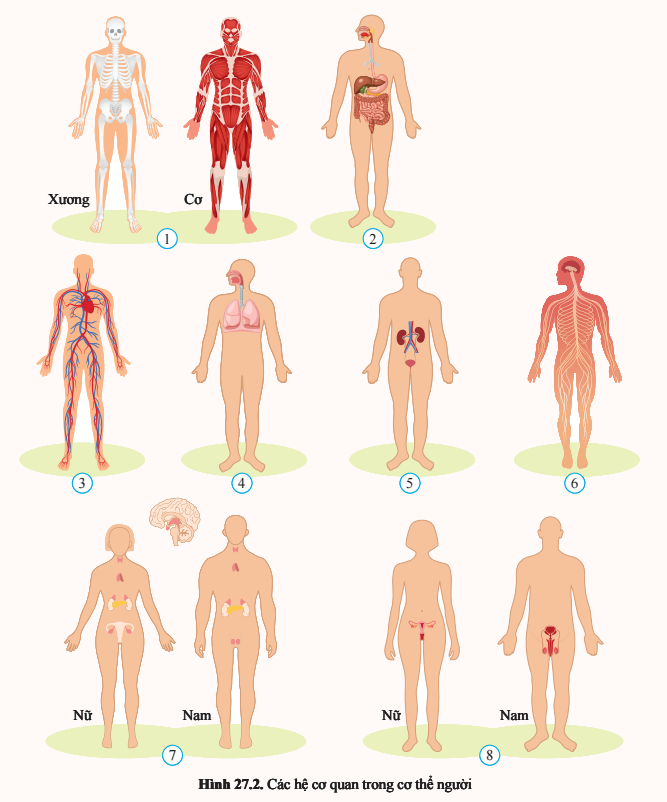 Xương Cơ
1 2
3 4 5 6
Nữ Nam Nữ Nam
7 8
Hình 27.2. Các hệ cơ quan trong cơ thể người